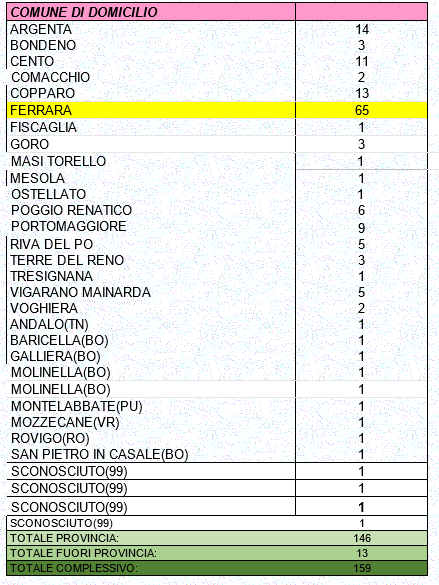 COMUNE DI DOMICILIO
ARGENTA 14
BONDENO 3
CENTO 11
COMACCHIO 2
COPPARO 13
FERRARA 65
FISCAGLIA 1
GORO 3
MASI TORELLO 1
MESOLA 1
OSTELLATO 1
POGGIO RENATICO 6
PORTOMAGGIORE 9
RIVA DEL PO 5
TERRE DEL RENO 3
TRESIGNANA 1
VIGARANO MAINARDA 5
VOGHIERA 2
ANDALO(TN) 1
BARICELLA(BO) 1
GALLIERA(BO) 1
MOLINELLA(BO) 1
MOLINELLA(BO) 1
MONTELABBATE(PU) 1
MOZZECANE(VR) 1
ROVIGO(RO) 1
SAN PIETRO IN CASALE(BO) 1
SCONOSCIUTO(99) 1
SCONOSCIUTO(99) 1
SCONOSCIUTO(99) 1
SCONOSCIUTO(99) 1
TOTALE PROVINCIA: 146
TOTALE FUORI PROVINCIA: 13
TOTALE COMPLESSIVO: 159